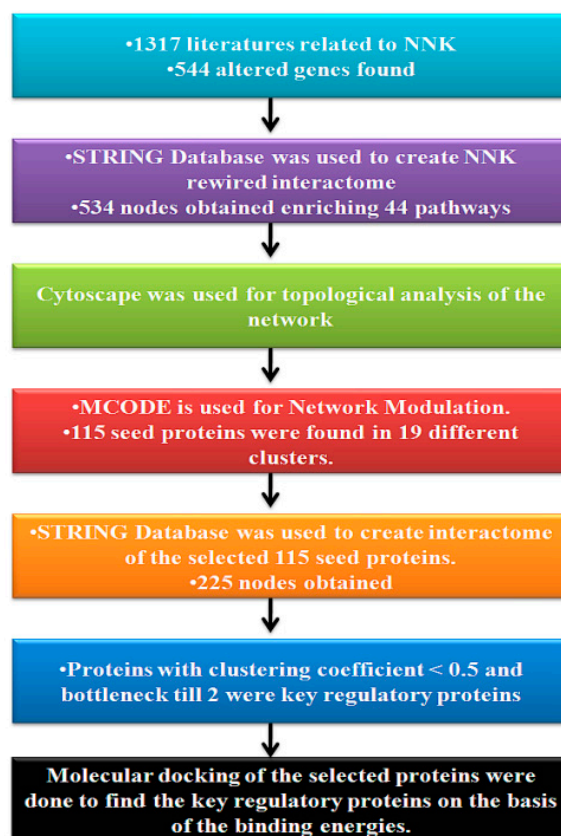 •1317 literatures related to NNK
•544 altered genes found
•STRING Database was used to create NNK
rewired interactome
•534 nodes obtained enriching 44 pathways
Cytoscape was used for topological analysis of the
network
•MCODE is used for Network Modulation.
•115 seed proteins were found in 19 different
clusters.
•STRING Database was used to create interactome
of the selected 115 seed proteins.
•225 nodes obtained
•Proteins with clustering coefficient < 0.5 and
bottleneck till 2 were key regulatory proteins
Molecular docking of the selected proteins were
done to find the key regulatory proteins on the basis
of the binding energies.